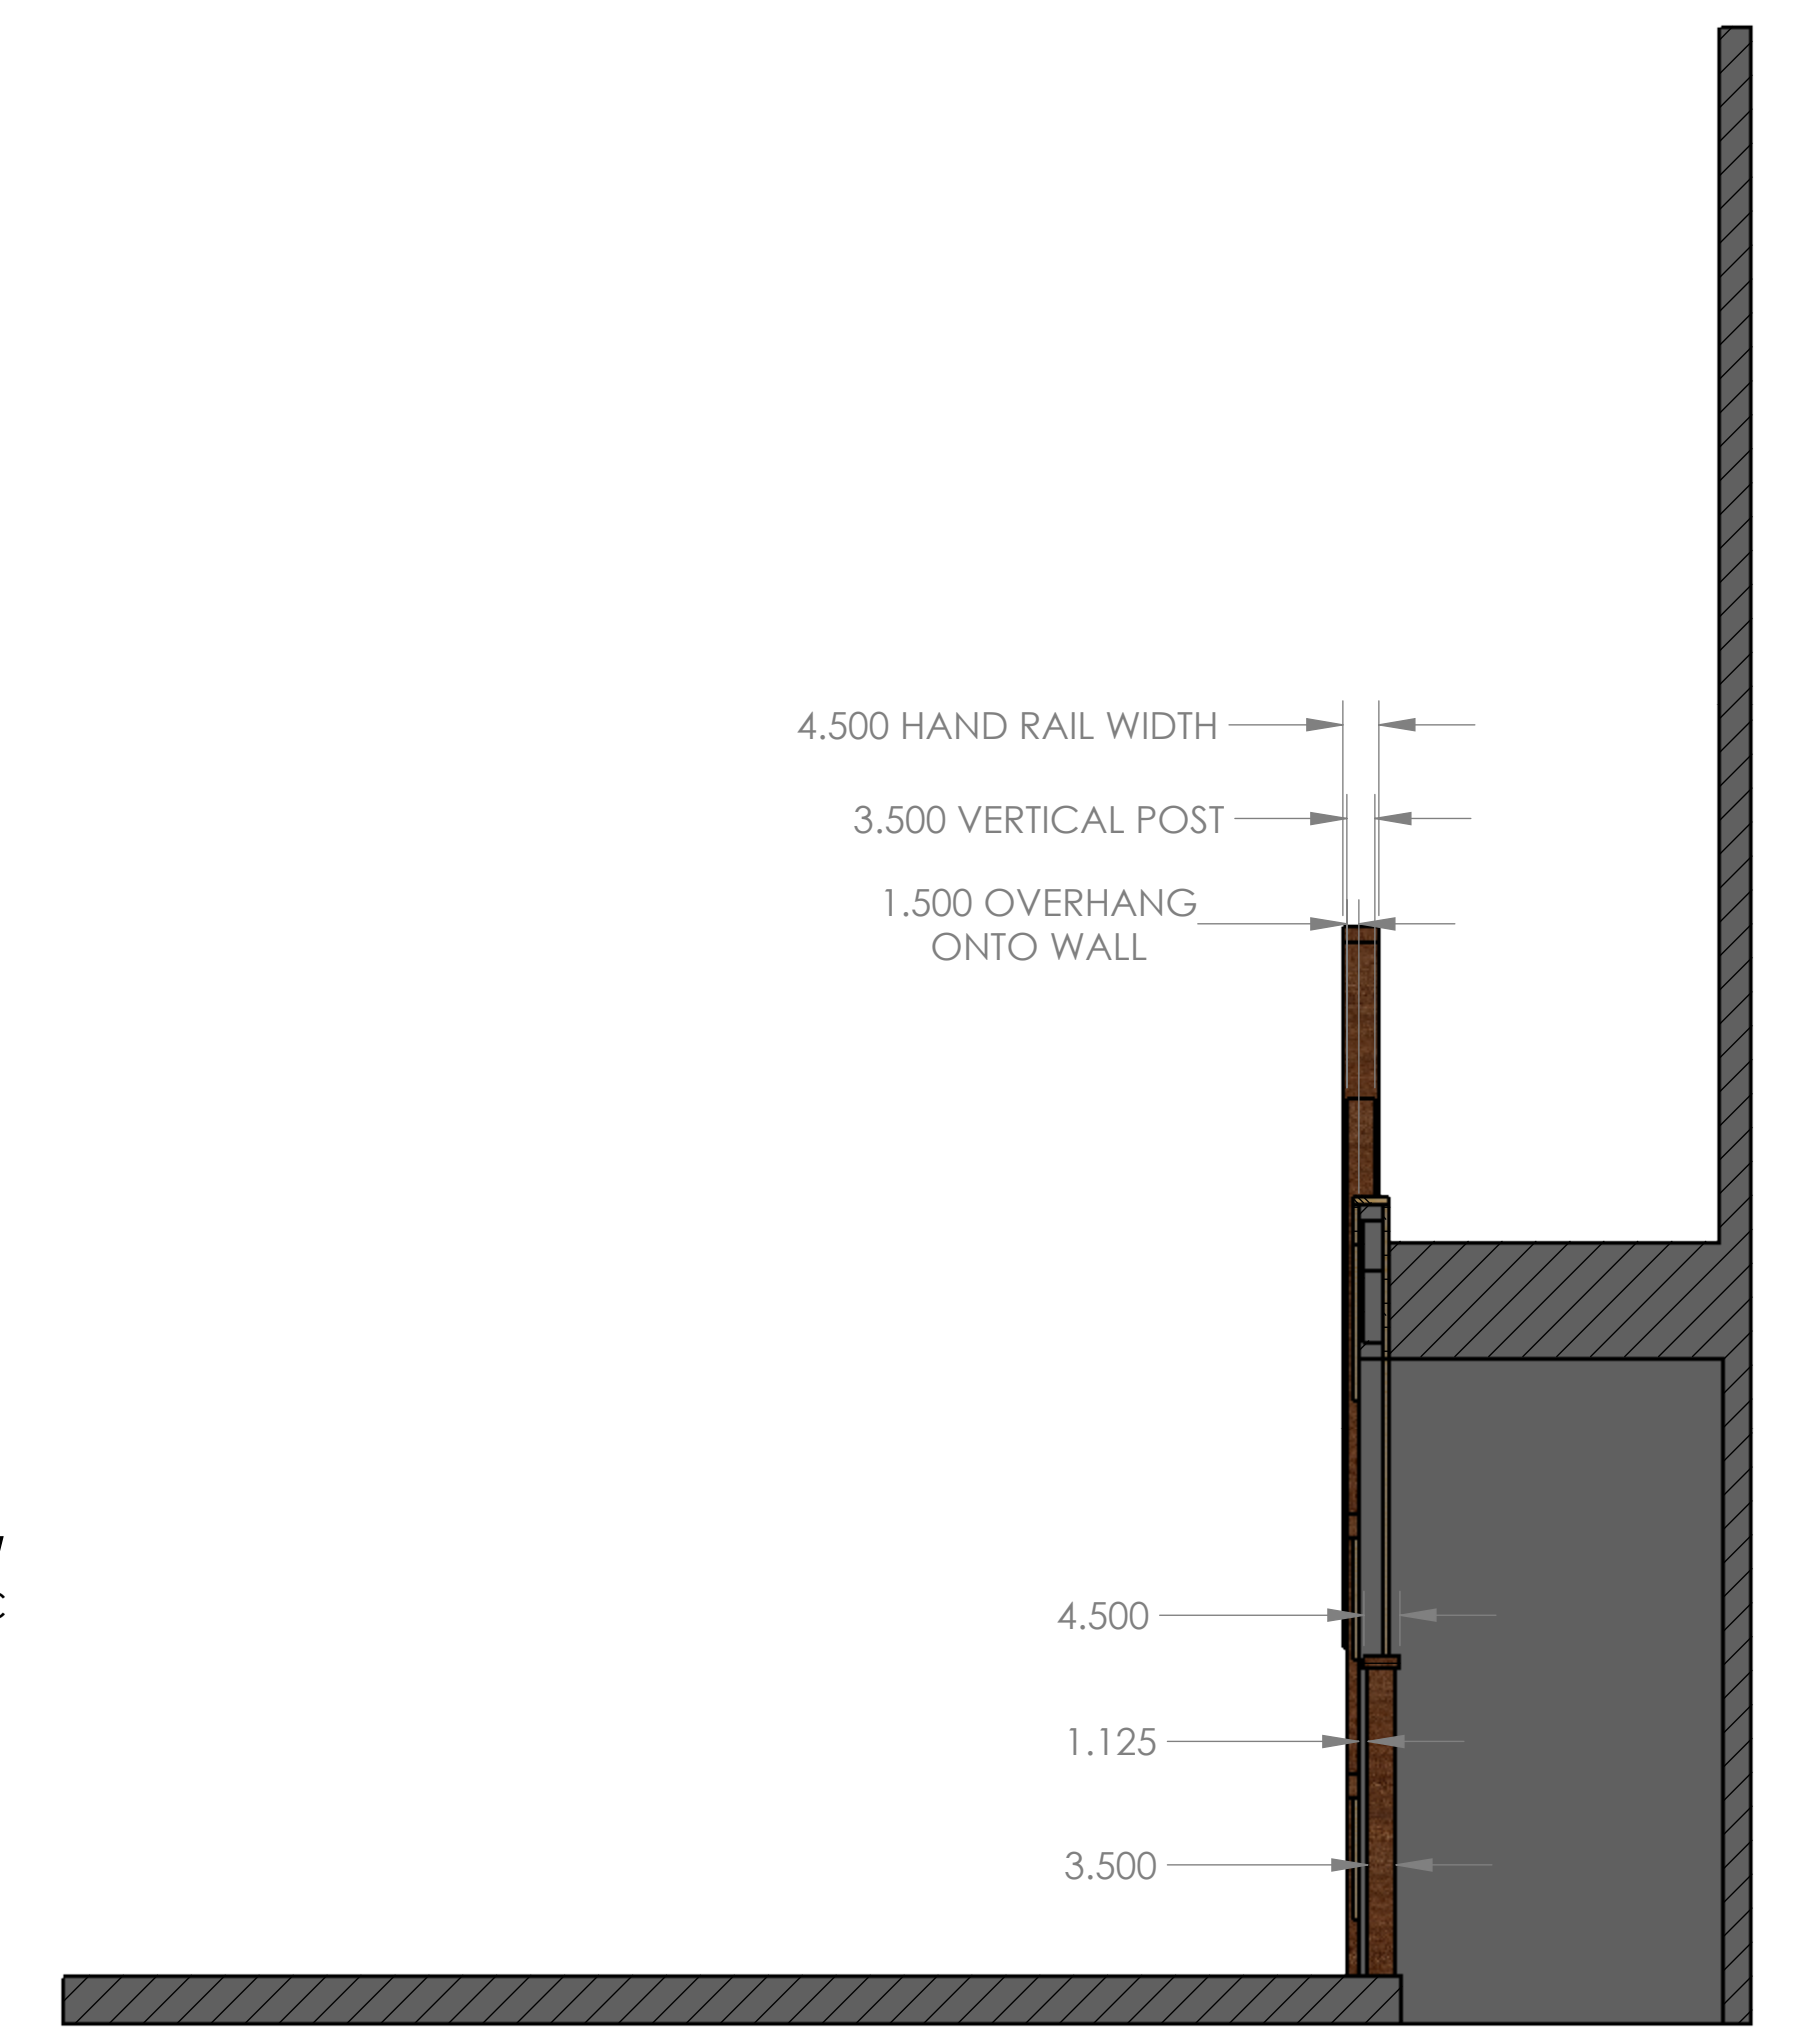 4.500 HAND RAIL WIDTH
3.500 VERTICAL POST
1.500 OVERHANG
ONTO WALL
4.500
1.125
3.500